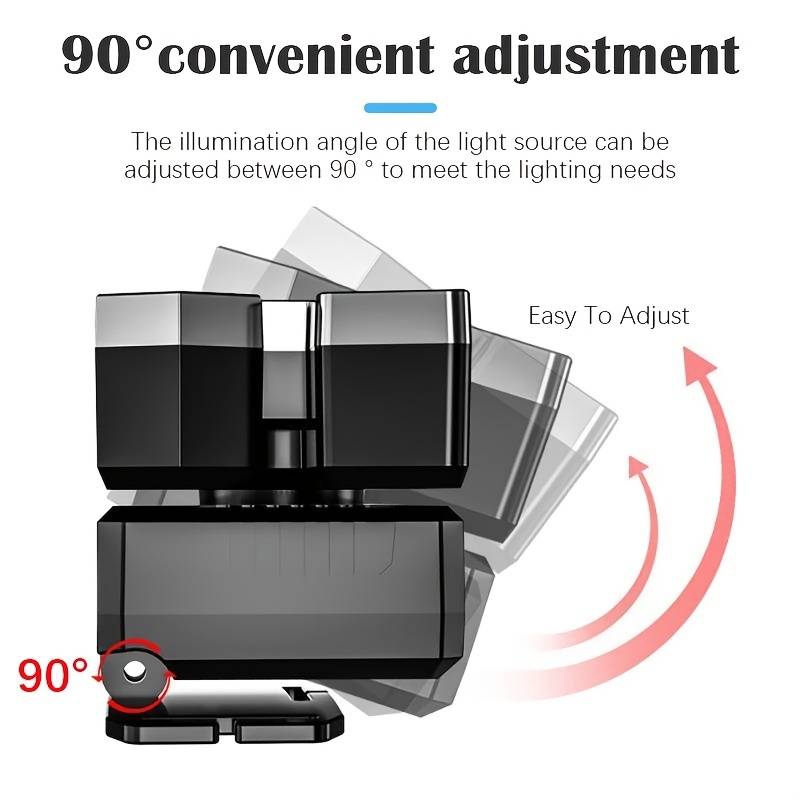 90°convenient adjustment
The illumination angle of the light source can be
adjusted between 90 ° to meet the lighting needs
Easy To Adjust
90°